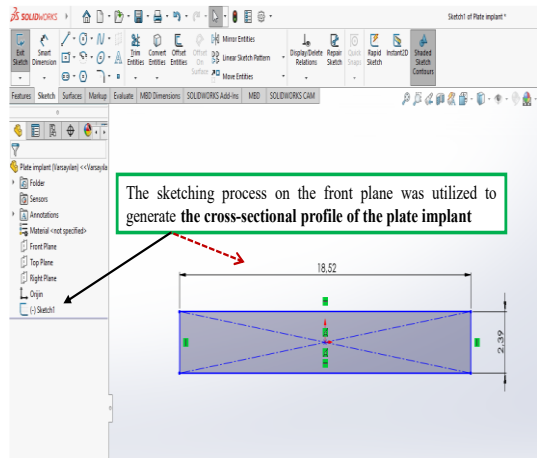 SOLIDWORKS
Sketch1 of Plate implant *
Exit Sketch
Smart Dimension
Trim Entities
Convert Entities
Offset Entities
Offset On Surface
Mirror Entities
Linear Sketch Pattern
Move Entities
Display/Delete Relations
Repair Sketch
Quick Snaps
Rapid Sketch
Instant2D
Shaded Sketch Contours
Features Sketch Surfaces Markup Evaluate MBD Dimensions SOLIDWORKS Add-Ins MBD SOLIDWORKS CAM
Plate implant (Varsayılan) <<Varsayıla
Folder
Sensors
Annotations
Material <not specified>
Front Plane
Top Plane
Right Plane
Orijin
(-) Sketch1
The sketching process on the front plane was utilized to
generate the cross-sectional profile of the plate implant
18,52
2,39